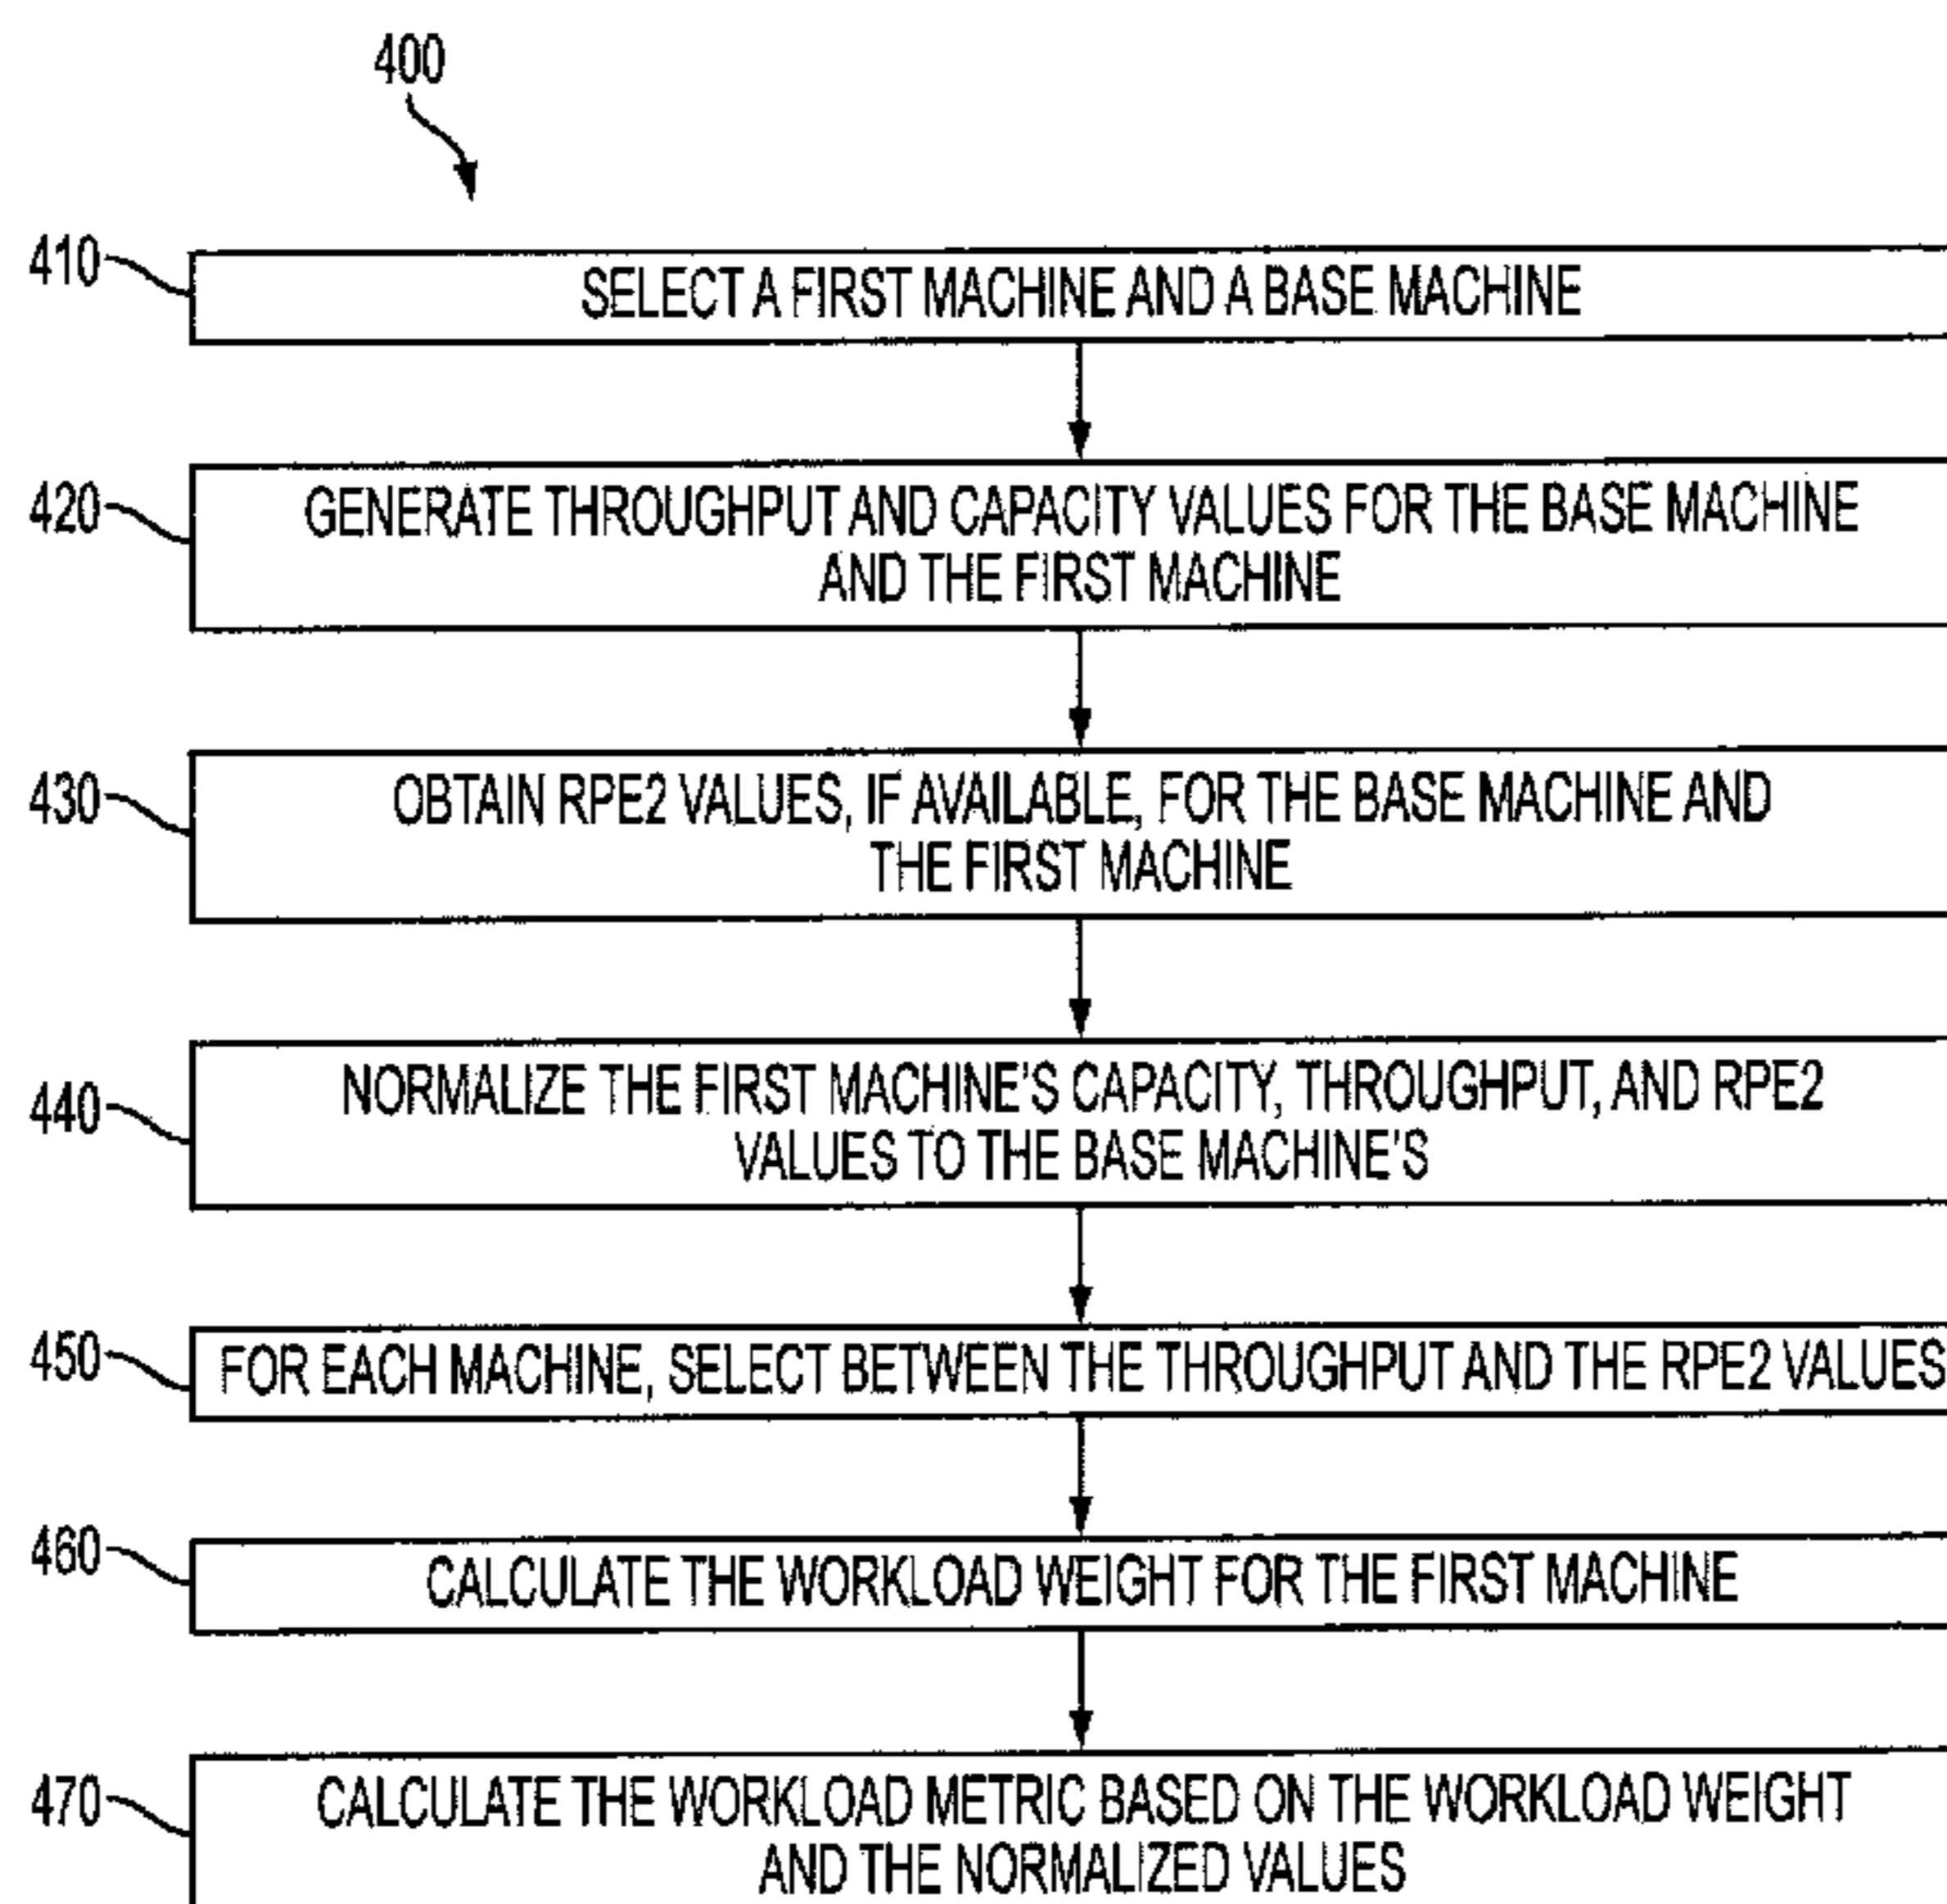 400
410
SELECT A FIRST MACHINE AND A BASE MACHINE
420
GENERATE THROUGHPUT AND CAPACITY VALUES FOR THE BASE MACHINE
AND THE FIRST MACHINE
430
OBTAIN RPE2 VALUES, IF AVAILABLE, FOR THE BASE MACHINE AND
THE FIRST MACHINE
440
NORMALIZE THE FIRST MACHINE'S CAPACITY, THROUGHPUT, AND RPE2
VALUES TO THE BASE MACHINE'S
450
FOR EACH MACHINE, SELECT BETWEEN THE THROUGHPUT AND THE RPE2 VALUES
460
CALCULATE THE WORKLOAD WEIGHT FOR THE FIRST MACHINE
470
CALCULATE THE WORKLOAD METRIC BASED ON THE WORKLOAD WEIGHT
AND THE NORMALIZED VALUES